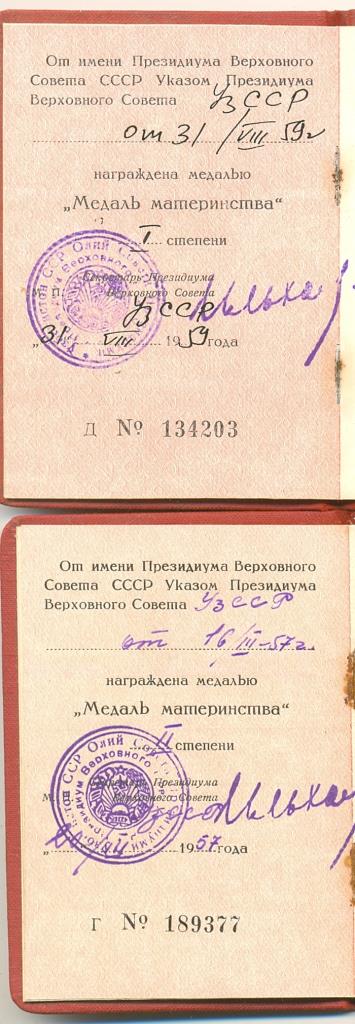 От имени Президиума Верховного
Совета СССР Указом Президиума
Верховного Совета УзССР
от 31/VIII 59г
награждена медалью
„Медаль материнства“
I степени
Секретарь Президиума
М. П. Верховного Совета
УзССР
„31 VIII 1959 года
Д № 134203
От имени Президиума Верховного
Совета СССР Указом Президиума
Верховного Совета УзССР
от 16/III-57г.
награждена медалью
„Медаль материнства“
II степени
Секретарь Президиума
М. Верховного Совета
1957 года
Г № 189377